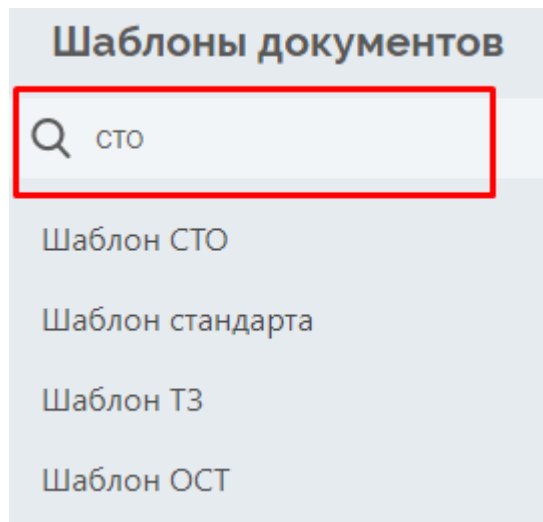 Шаблоны документов
сто
Шаблон СТО
Шаблон стандарта
Шаблон ТЗ
Шаблон ОСТ